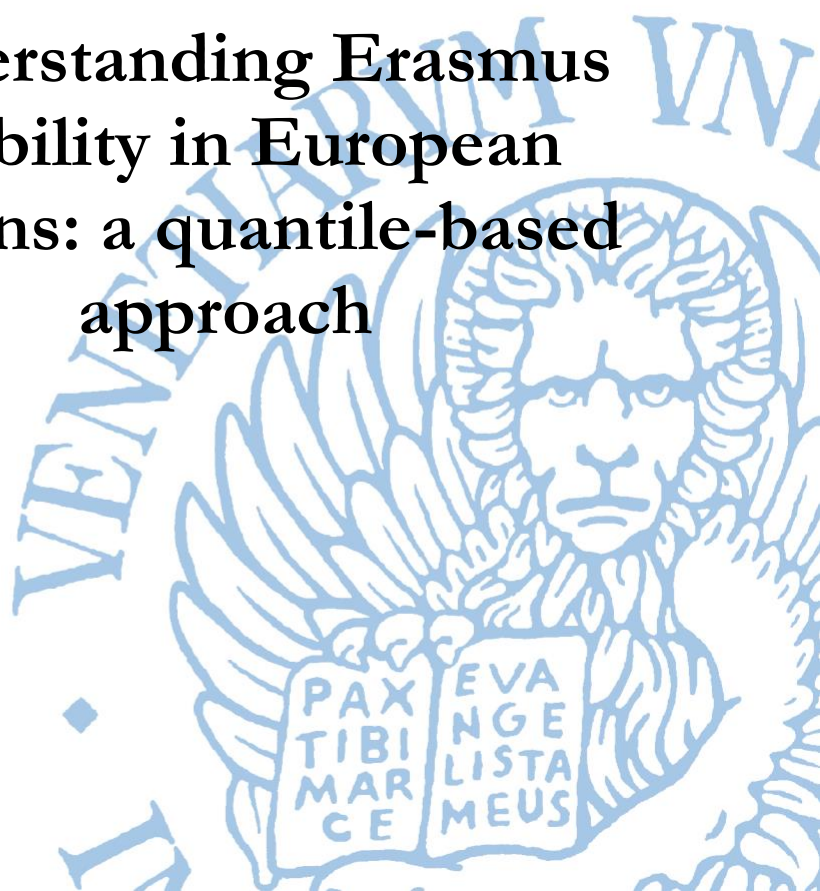 erstanding Erasmus
bility in European
ns: a quantile-based
approach
VENETIARVM VN
PAX
TIBI
MAR
CE
EVA
NGE
LISTA
MEUS